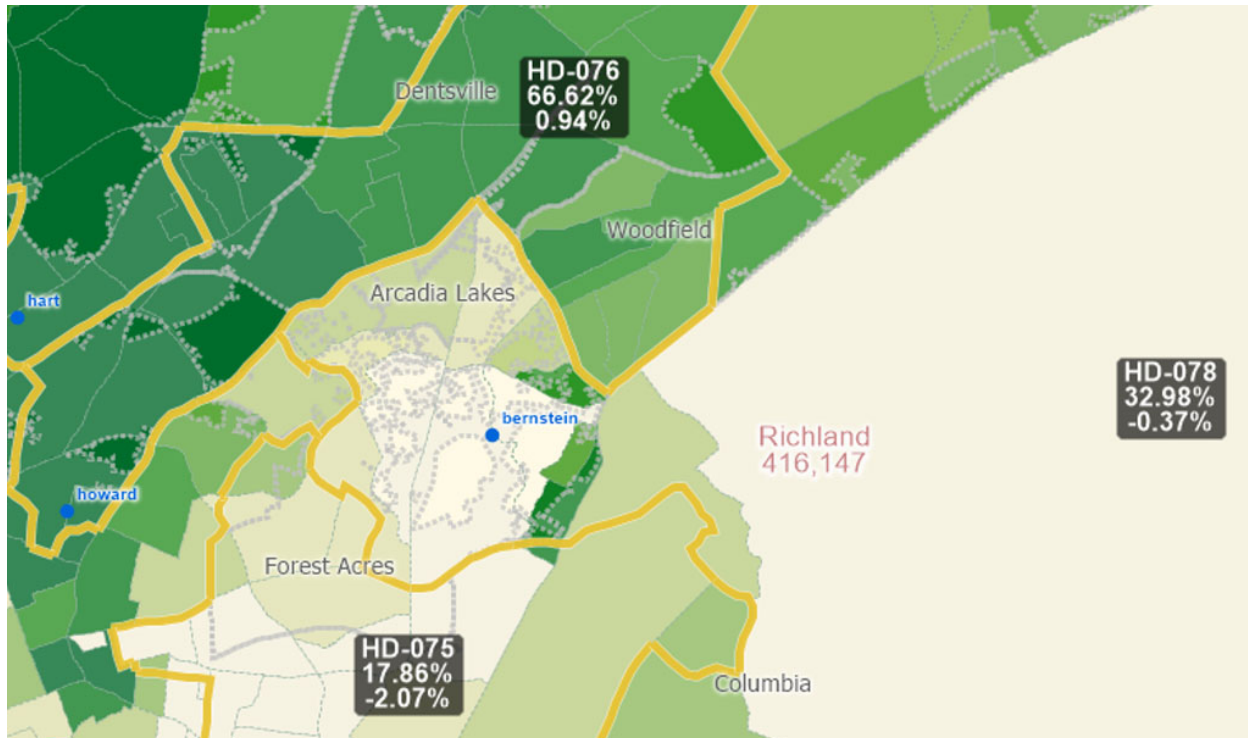 HD-076
66.62%
0.94%
Dentsville
Woodfield
Arcadia Lakes
hart
HD-078
32.98%
-0.37%
bernstein
Richland
416,147
howard
Forest Acres
HD-075
17.86%
-2.07%
Columbia